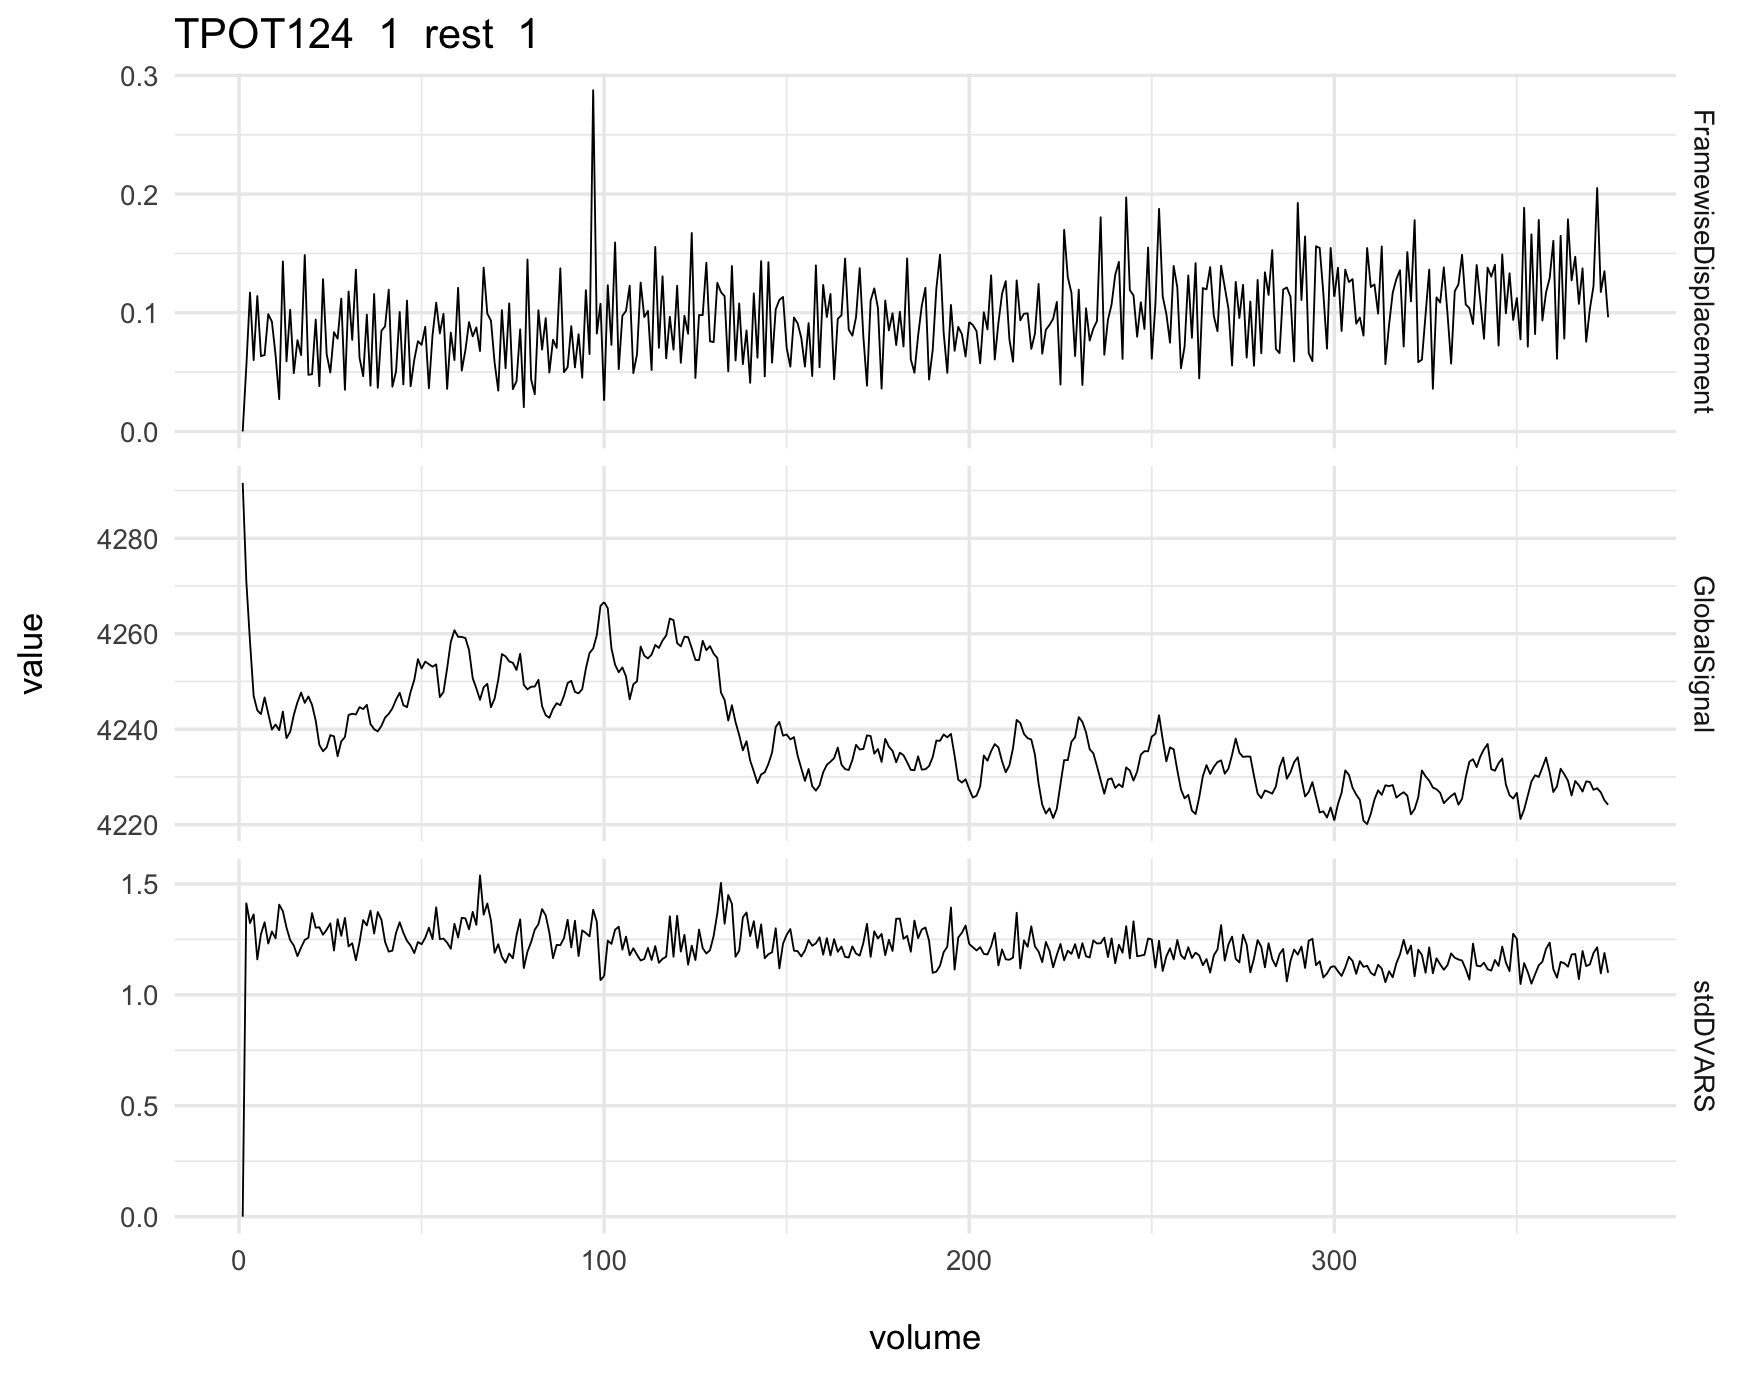 TPOT124 1 rest 1
0.3
0.2
0.1
0.0
FramewiseDisplacement
4280
4260
4240
4220
GlobalSignal
value
1.5
1.0
0.5
0.0
stdDVARS
0 100 200 300
volume